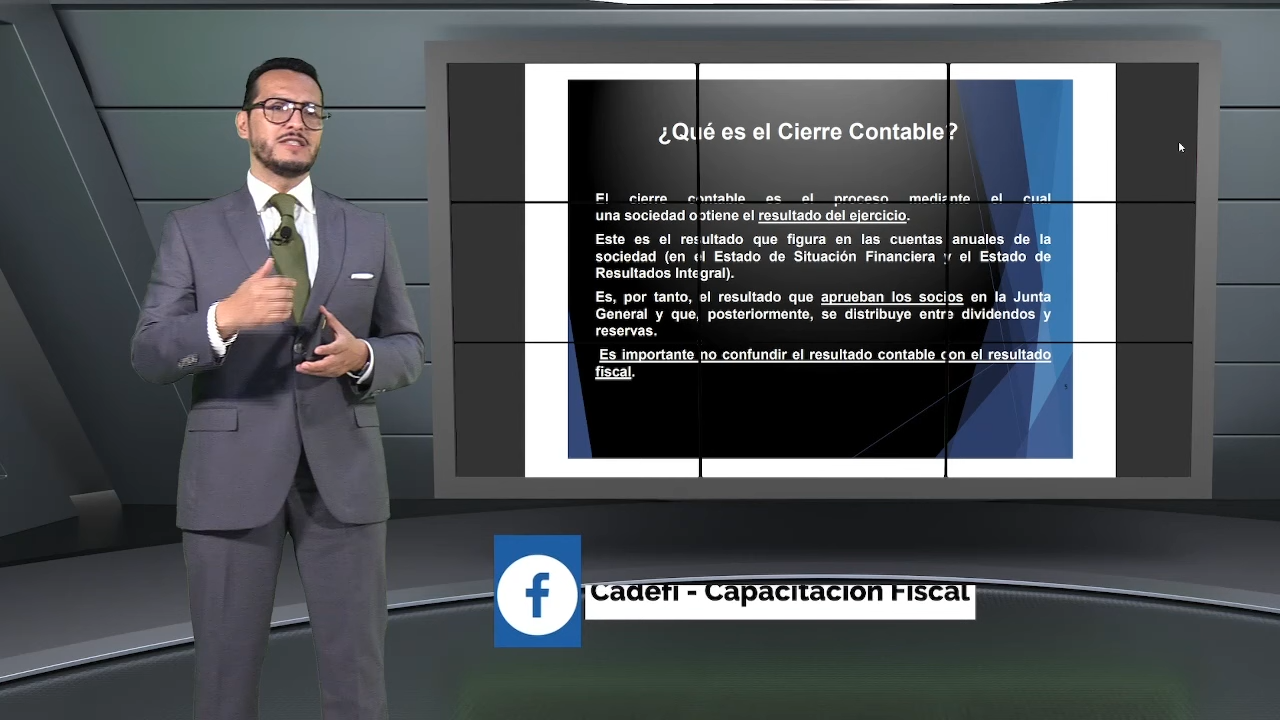 ¿Qué es el Cierre Contable?
El cierre contable es el proceso mediante el cual
una sociedad obtiene el resultado del ejercicio.
Este es el resultado que figura en las cuentas anuales de la
sociedad (en el Estado de Situación Financiera y el Estado de
Resultados Integral).
Es, por tanto, el resultado que aprueban los socios en la Junta
General y que, posteriormente, se distribuye entre dividendos y
reservas.
Es importante no confundir el resultado contable con el resultado
fiscal.
Cadefi - Capacitación Fiscal